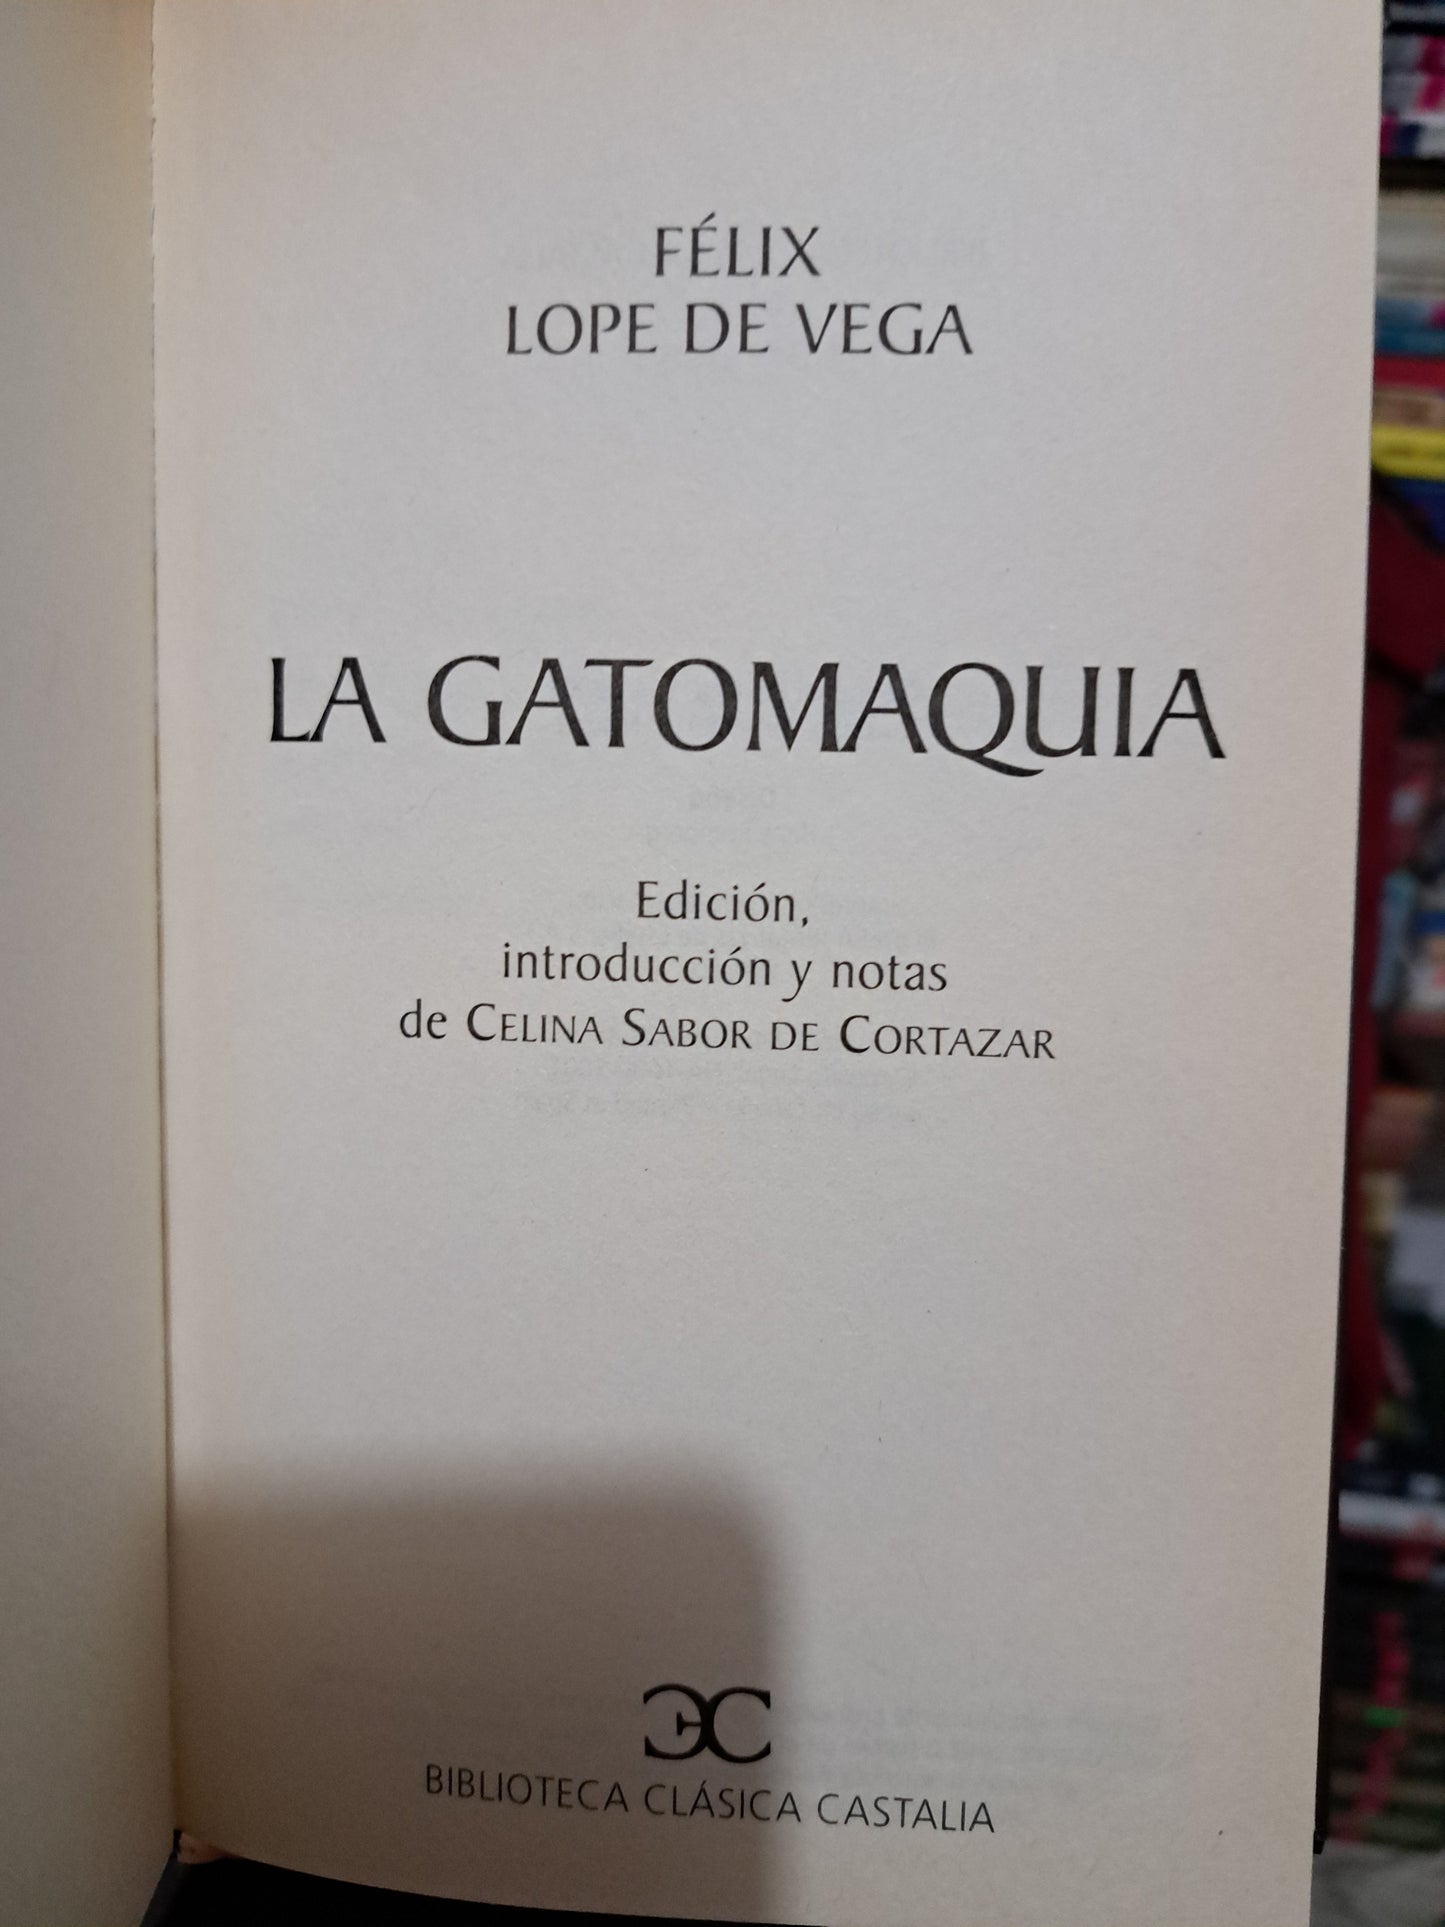 FÉLIX
LOPE DE VEGA
LA GATOMAQUIA
Edición,
introducción y notas
de CELINA SABOR DE CORTAZAR
BIBLIOTECA CLÁSICA CASTALIA